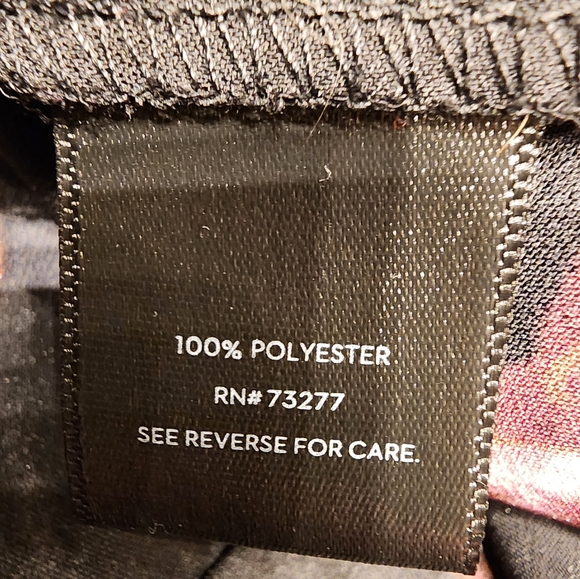 100% POLYESTER
RN# 73277
SEE REVERSE FOR CARE.